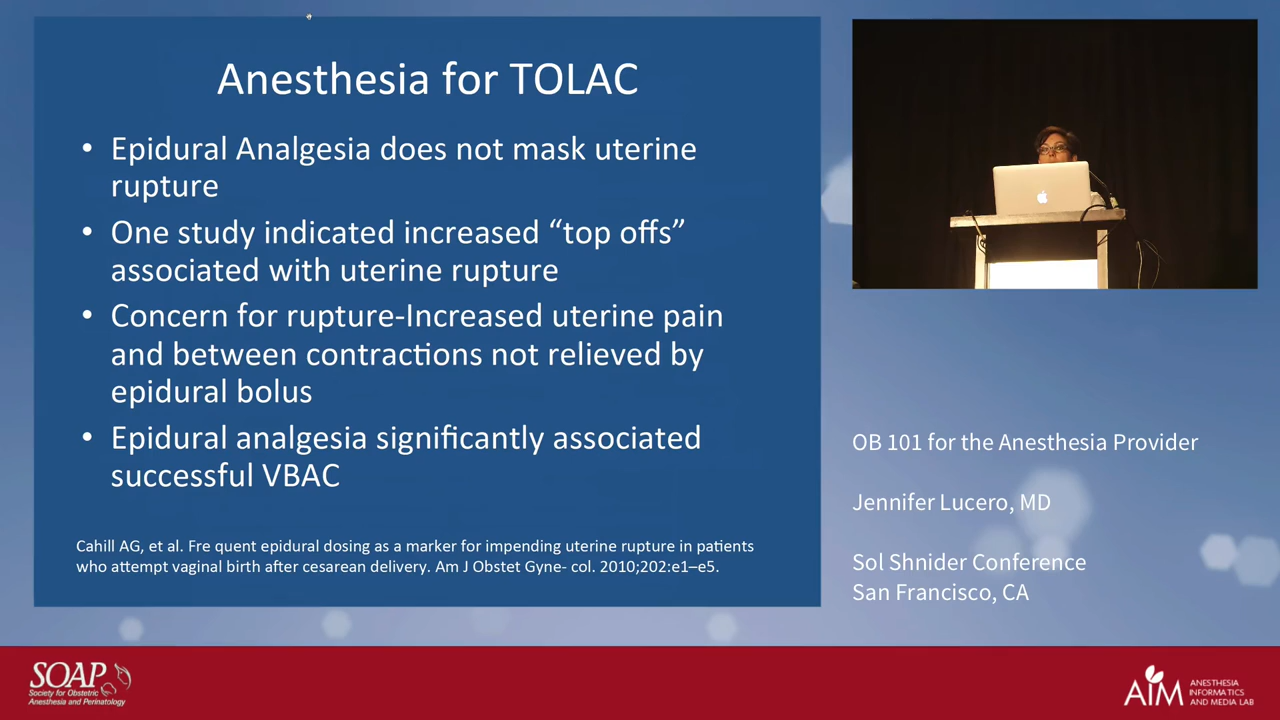 Anesthesia for TOLAC
• Epidural Analgesia does not mask uterine
rupture
• One study indicated increased “top offs”
associated with uterine rupture
• Concern for rupture-Increased uterine pain
and between contractions not relieved by
epidural bolus
• Epidural analgesia significantly associated
successful VBAC
Cahill AG, et al. Fre quent epidural dosing as a marker for impending uterine rupture in patients
who attempt vaginal birth after cesarean delivery. Am J Obstet Gyne- col. 2010;202:e1–e5.
OB 101 for the Anesthesia Provider
Jennifer Lucero, MD
Sol Shnider Conference
San Francisco, CA
SOAP
Society for Obstetric
Anesthesia and Perinatology
AIM
ANESTHESIA
INFORMATICS
AND MEDIA LAB